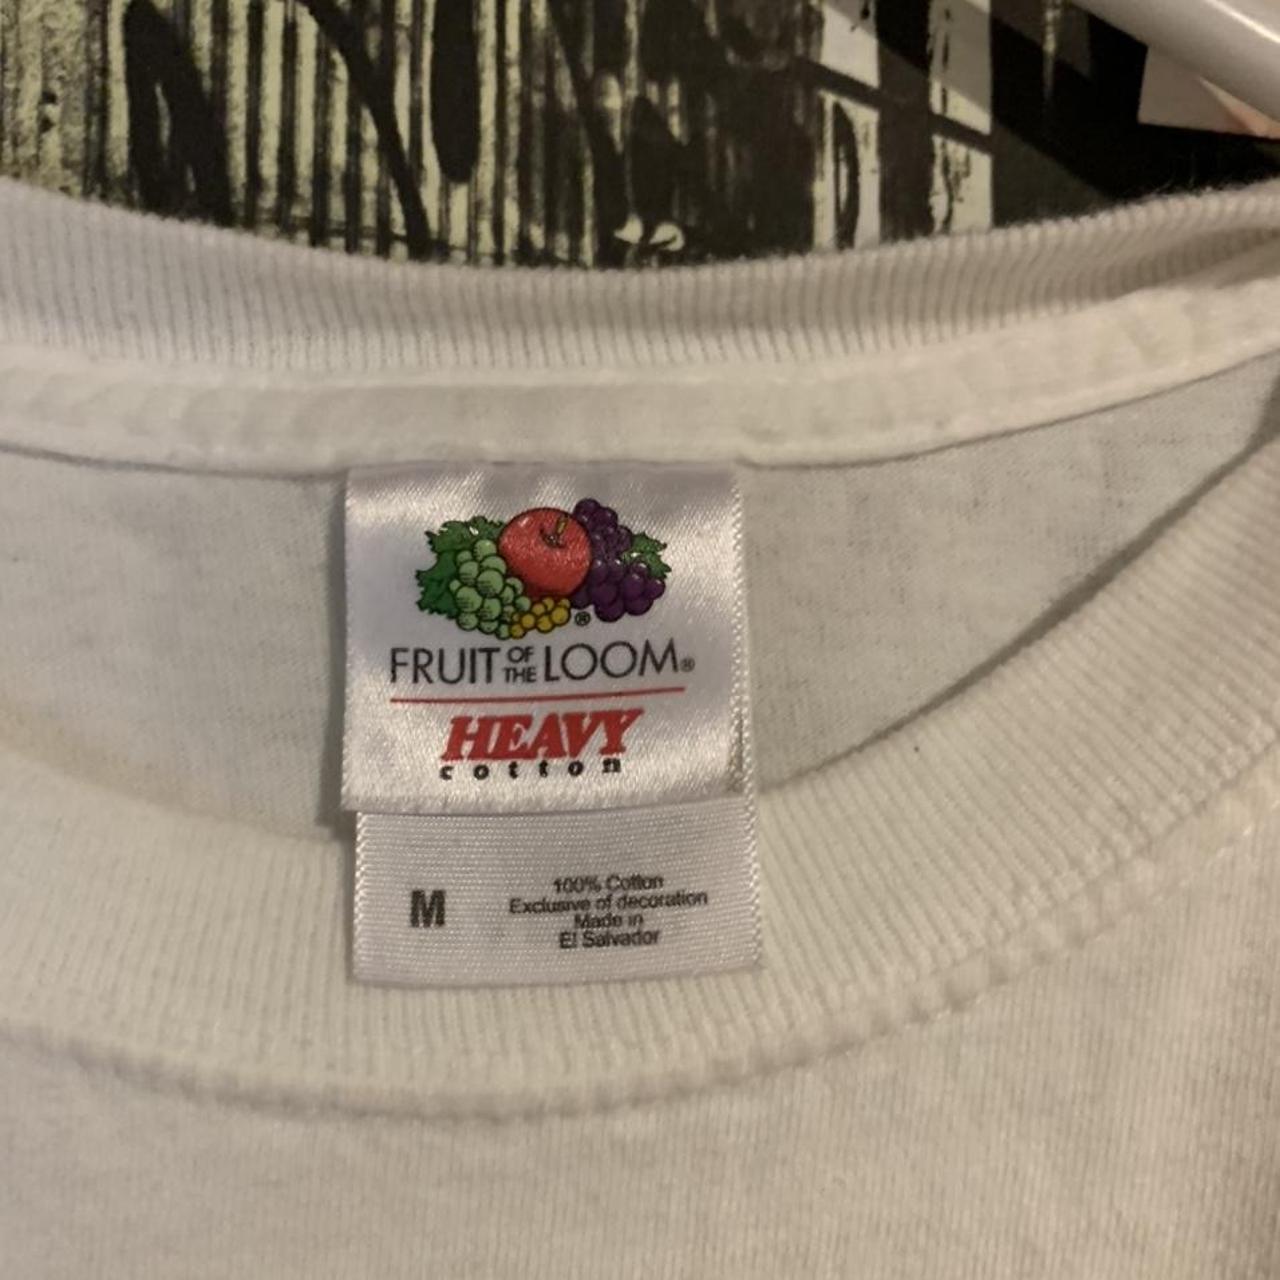 ®
FRUIT OF THE LOOM®
HEAVY
cotton
M
100% Cotton
Exclusive of decoration
Made in
El Salvador